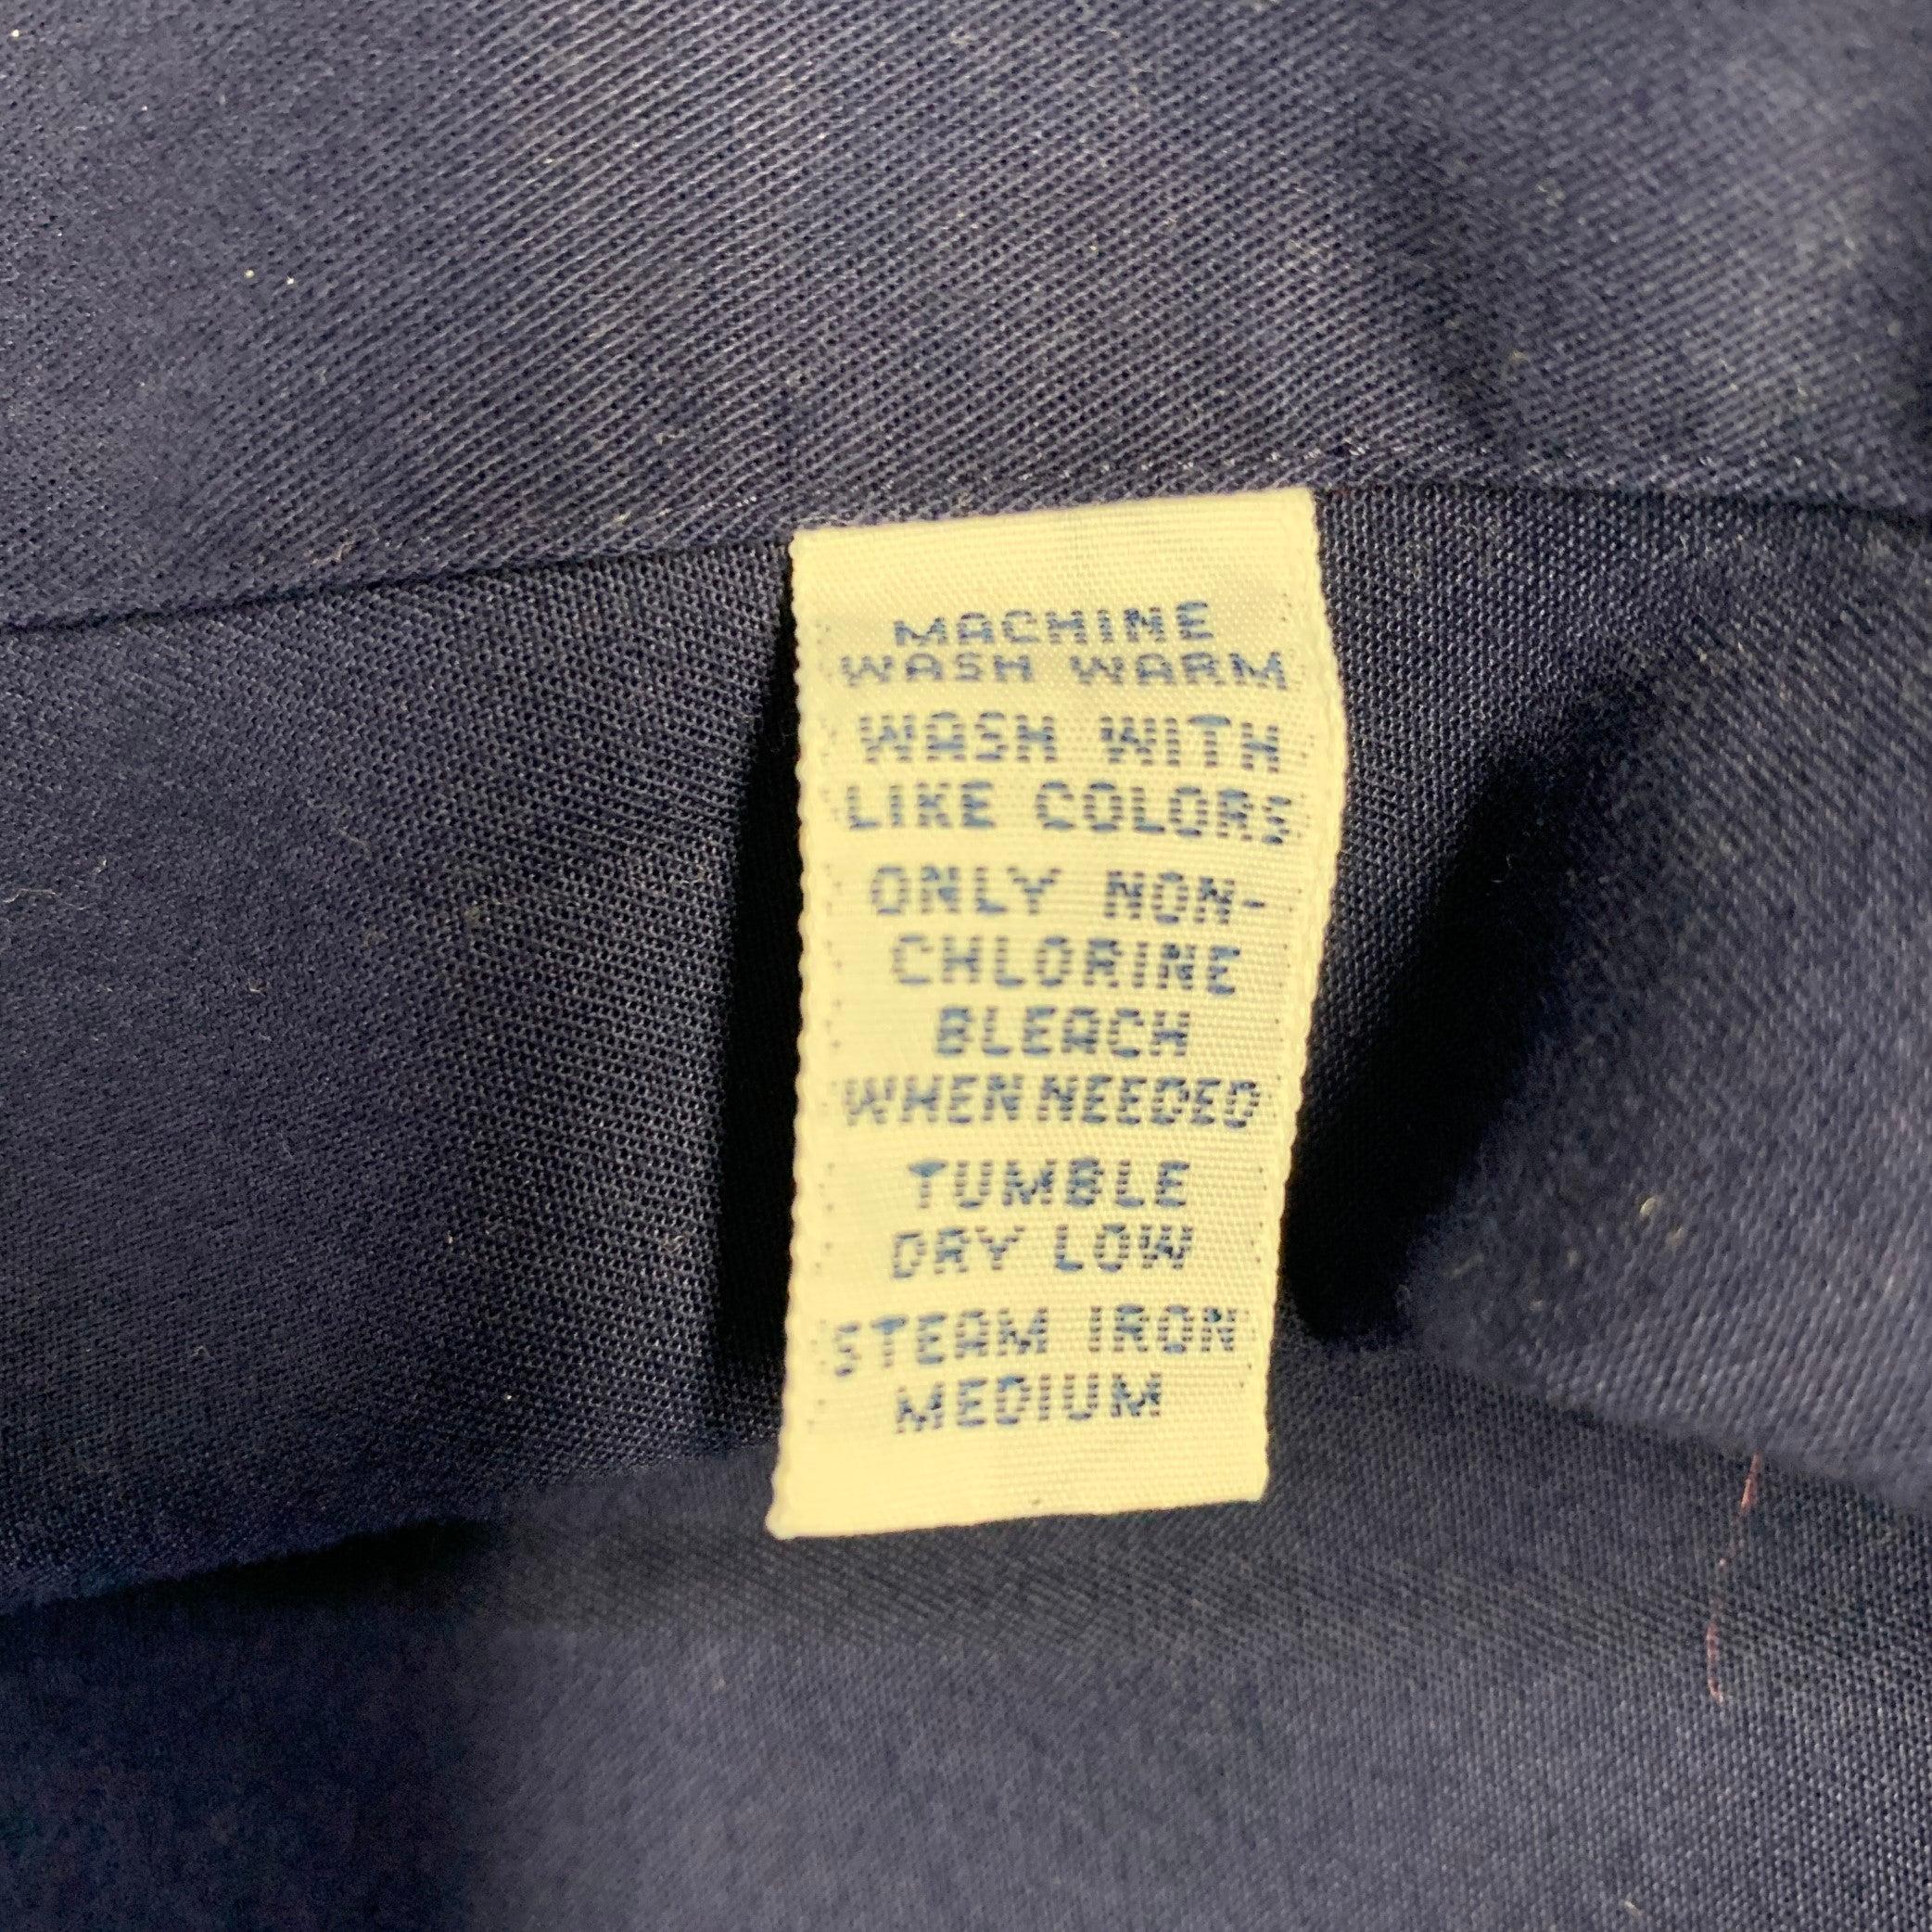 MACHINE
WASH WARM
WASH WITH
LIKE COLORS
ONLY NON-
CHLORINE
BLEACH
WHEN NEEDED
TUMBLE
DRY LOW
STEAM IRON
MEDIUM